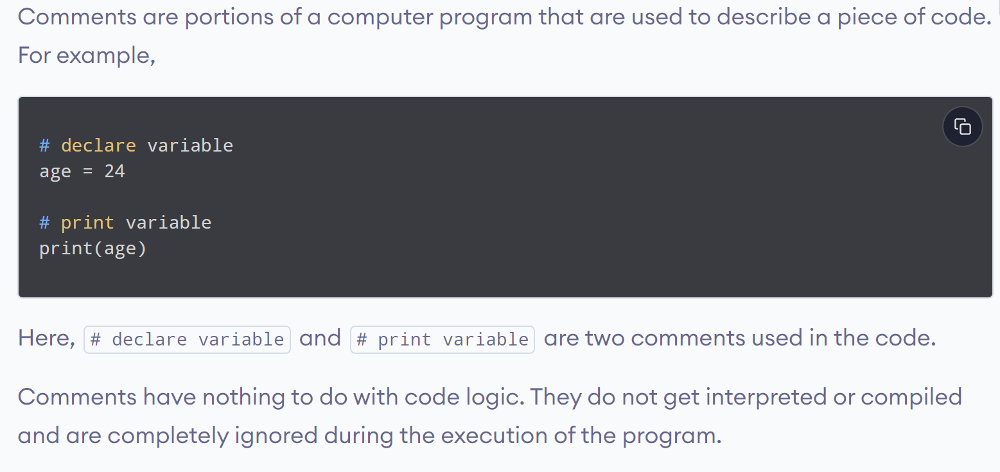 Comments are portions of a computer program that are used to describe a piece of code.
For example,
# declare variable
age = 24
# print variable
print(age)
Here, # declare variable and # print variable are two comments used in the code.
Comments have nothing to do with code logic. They do not get interpreted or compiled
and are completely ignored during the execution of the program.